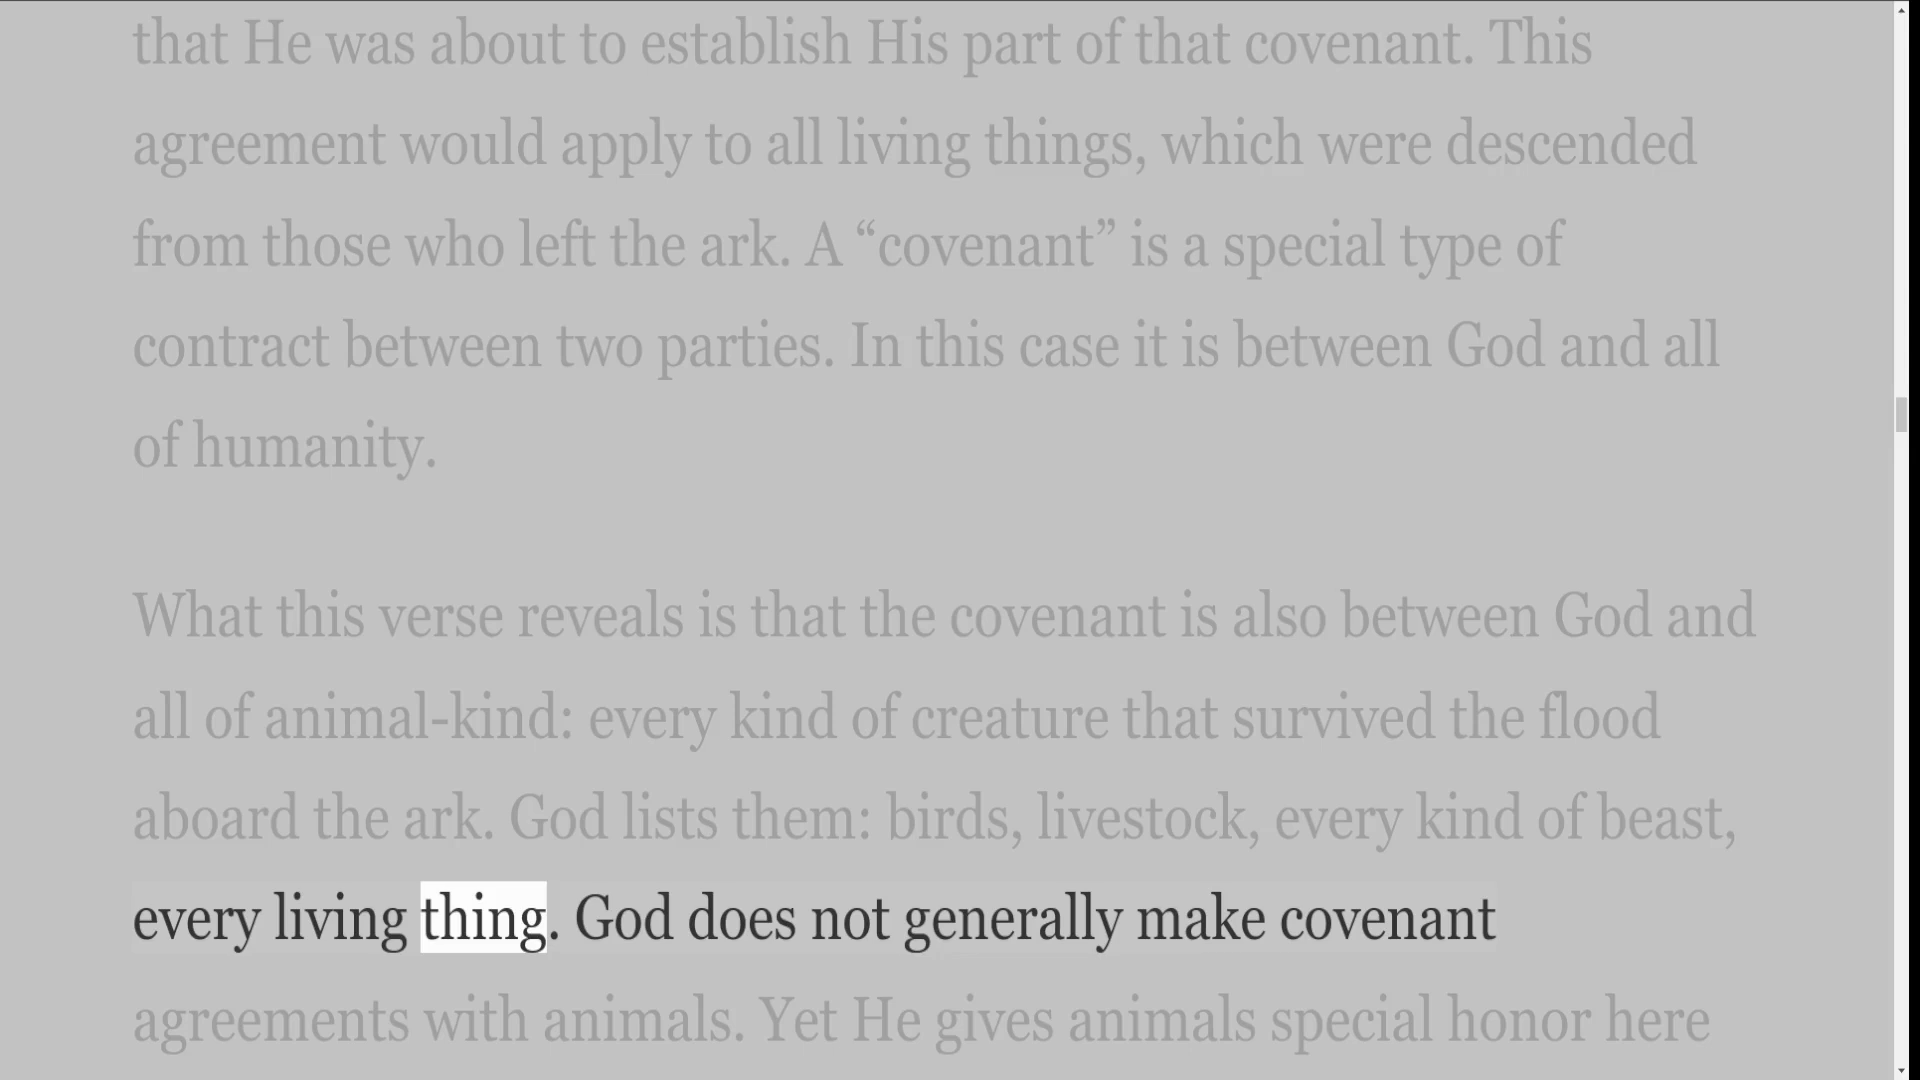 that He was about to establish His part of that covenant. This
agreement would apply to all living things, which were descended
from those who left the ark. A “covenant” is a special type of
contract between two parties. In this case it is between God and all
of humanity.
What this verse reveals is that the covenant is also between God and
all of animal-kind: every kind of creature that survived the flood
aboard the ark. God lists them: birds, livestock, every kind of beast,
every living thing. God does not generally make covenant
agreements with animals. Yet He gives animals special honor here